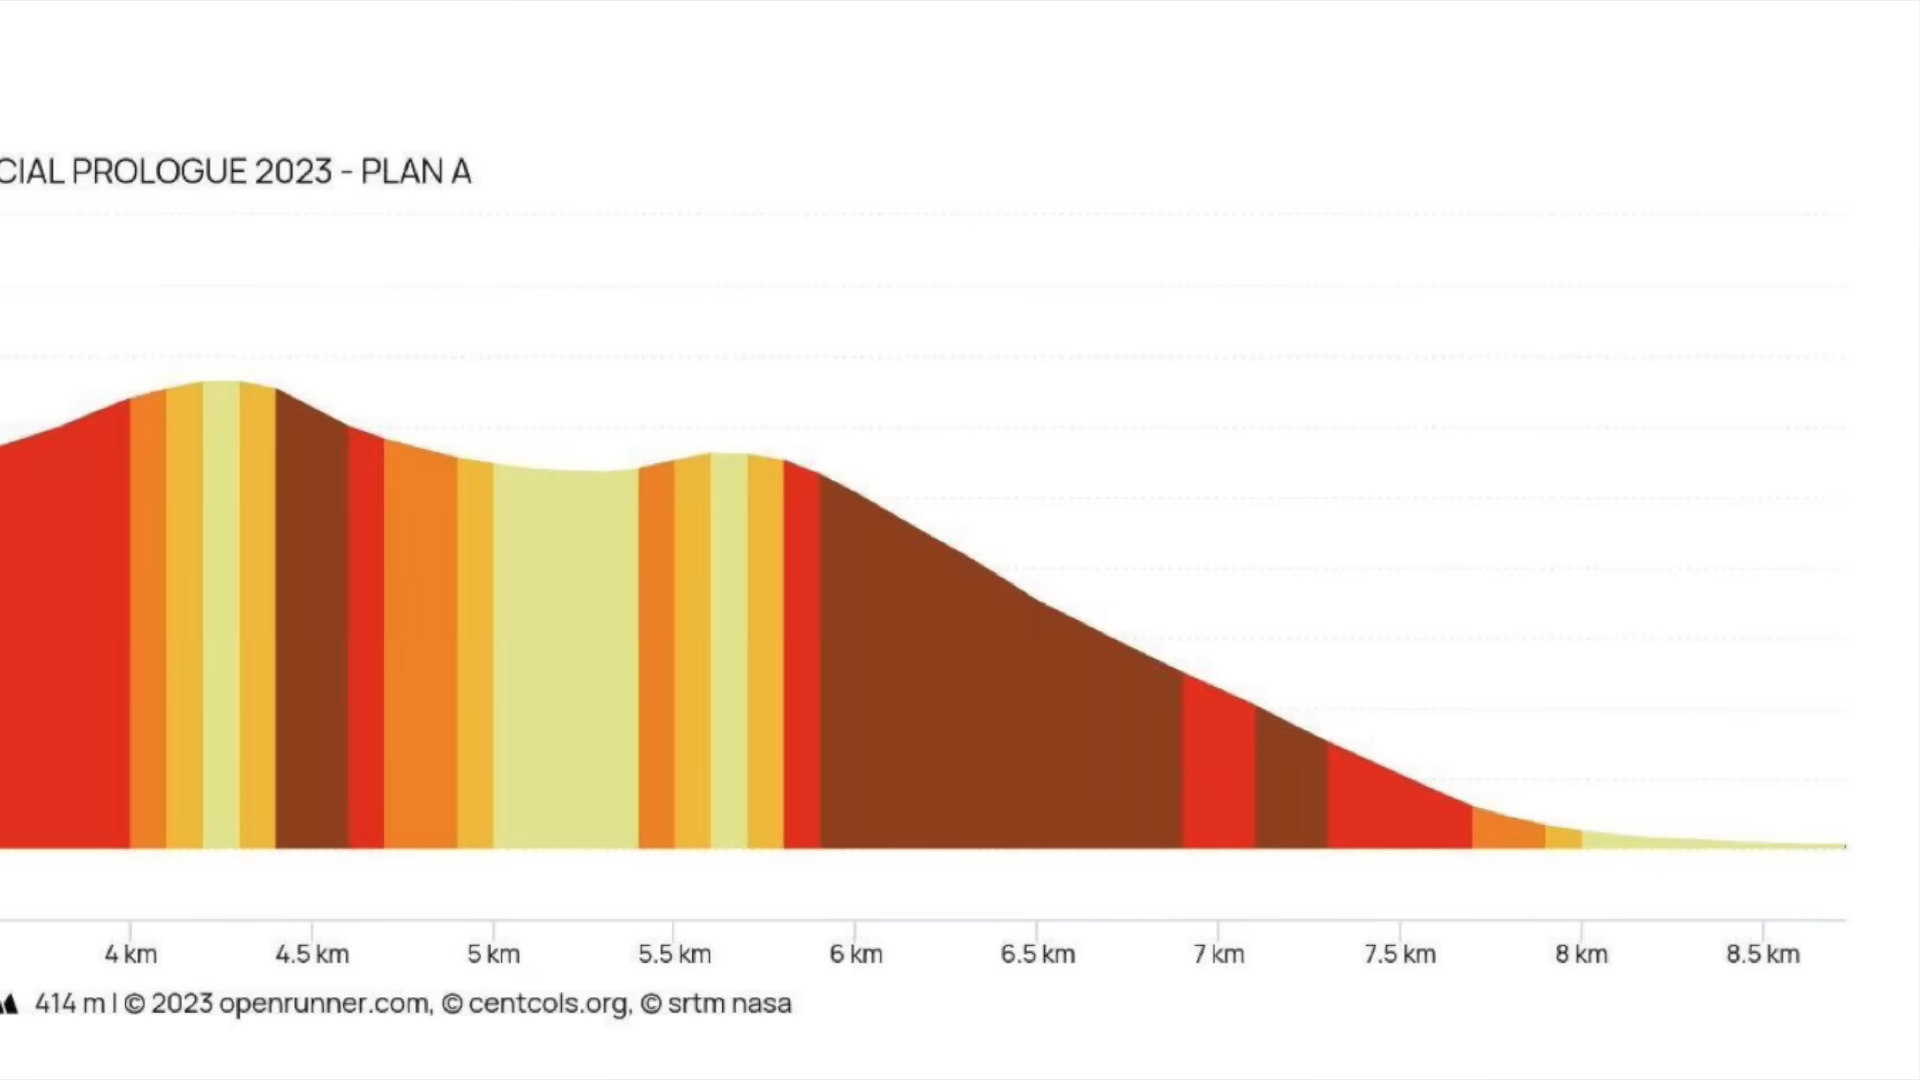 CIAL PROLOGUE 2023 - PLAN A
4 km 4.5 km 5 km 5.5 km 6 km 6.5 km 7 km 7.5 km 8 km 8.5 km
414 m | © 2023 openrunner.com, © centcols.org, © srtm nasa